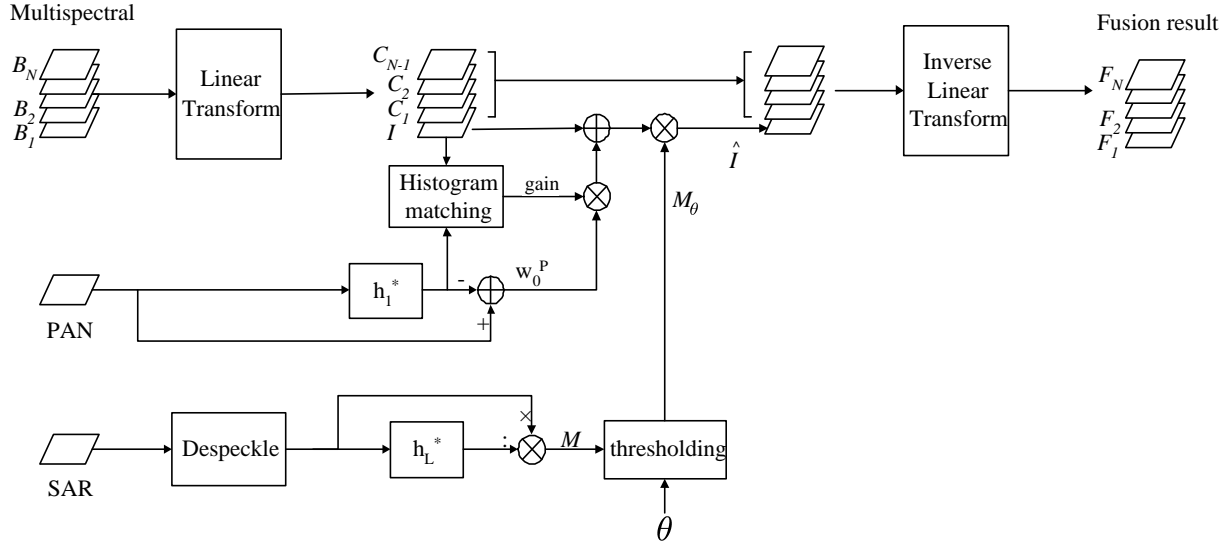 Multispectral
Fusion result
B_N
B_2
B_1
Linear
Transform
C_{N-1}
C_2
C_1
I
Inverse
Linear
Transform
F_N
F_2
F_1
Î
Histogram
matching
gain
M_θ
PAN
h_1^*
-
+
w_0^P
SAR
Despeckle
h_L^*
×
:
M
thresholding
θ